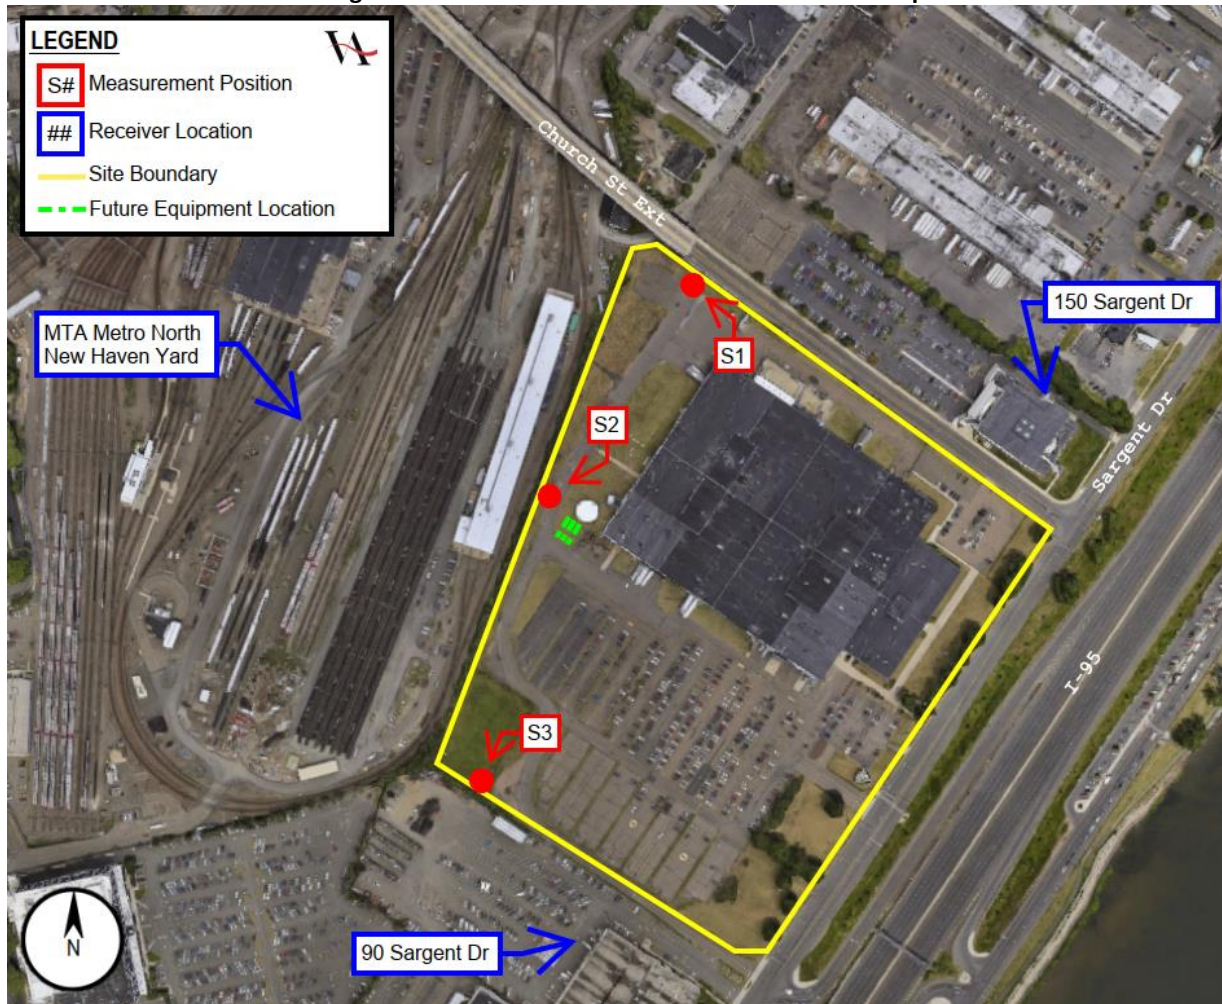 LEGEND
VA
S# Measurement Position
## Receiver Location
Site Boundary
Future Equipment Location
Church St Ext
150 Sargent Dr
MTA Metro North
New Haven Yard
S1
S2
Sargent Dr
I-95
S3
90 Sargent Dr
N